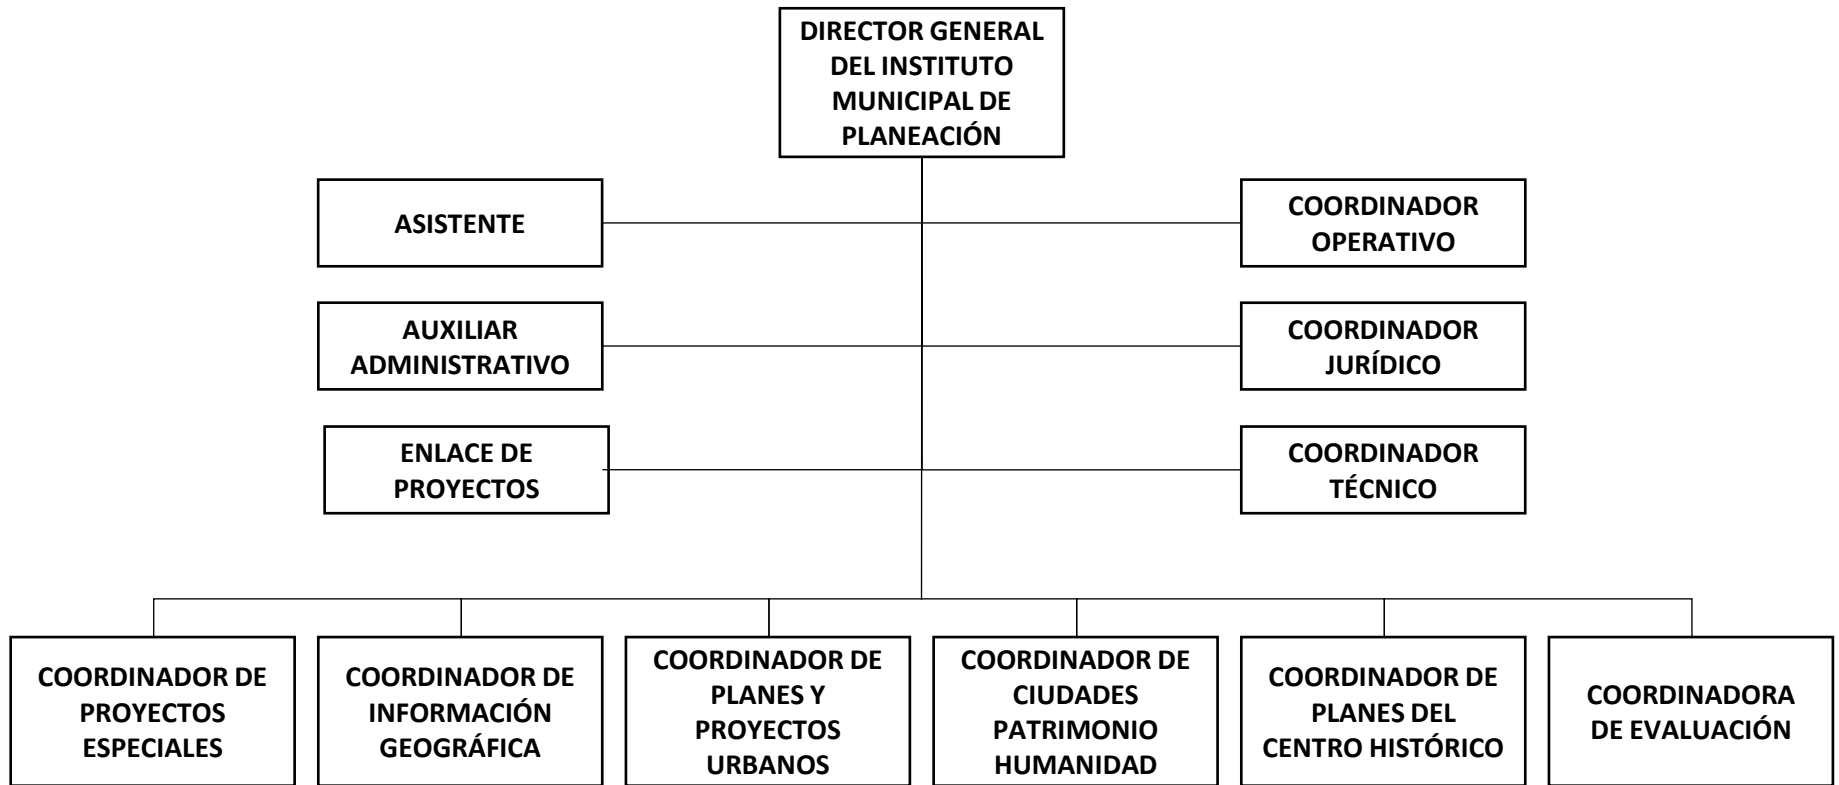 DIRECTOR GENERAL
DEL INSTITUTO
MUNICIPAL DE
PLANEACIÓN
ASISTENTE
COORDINADOR
OPERATIVO
AUXILIAR
ADMINISTRATIVO
COORDINADOR
JURÍDICO
ENLACE DE
PROYECTOS
COORDINADOR
TÉCNICO
COORDINADOR DE
PROYECTOS
ESPECIALES
COORDINADOR DE
INFORMACIÓN
GEOGRÁFICA
COORDINADOR DE
PLANES Y
PROYECTOS
URBANOS
COORDINADOR DE
CIUDADES
PATRIMONIO
HUMANIDAD
COORDINADOR DE
PLANES DEL
CENTRO HISTÓRICO
COORDINADORA
DE EVALUACIÓN